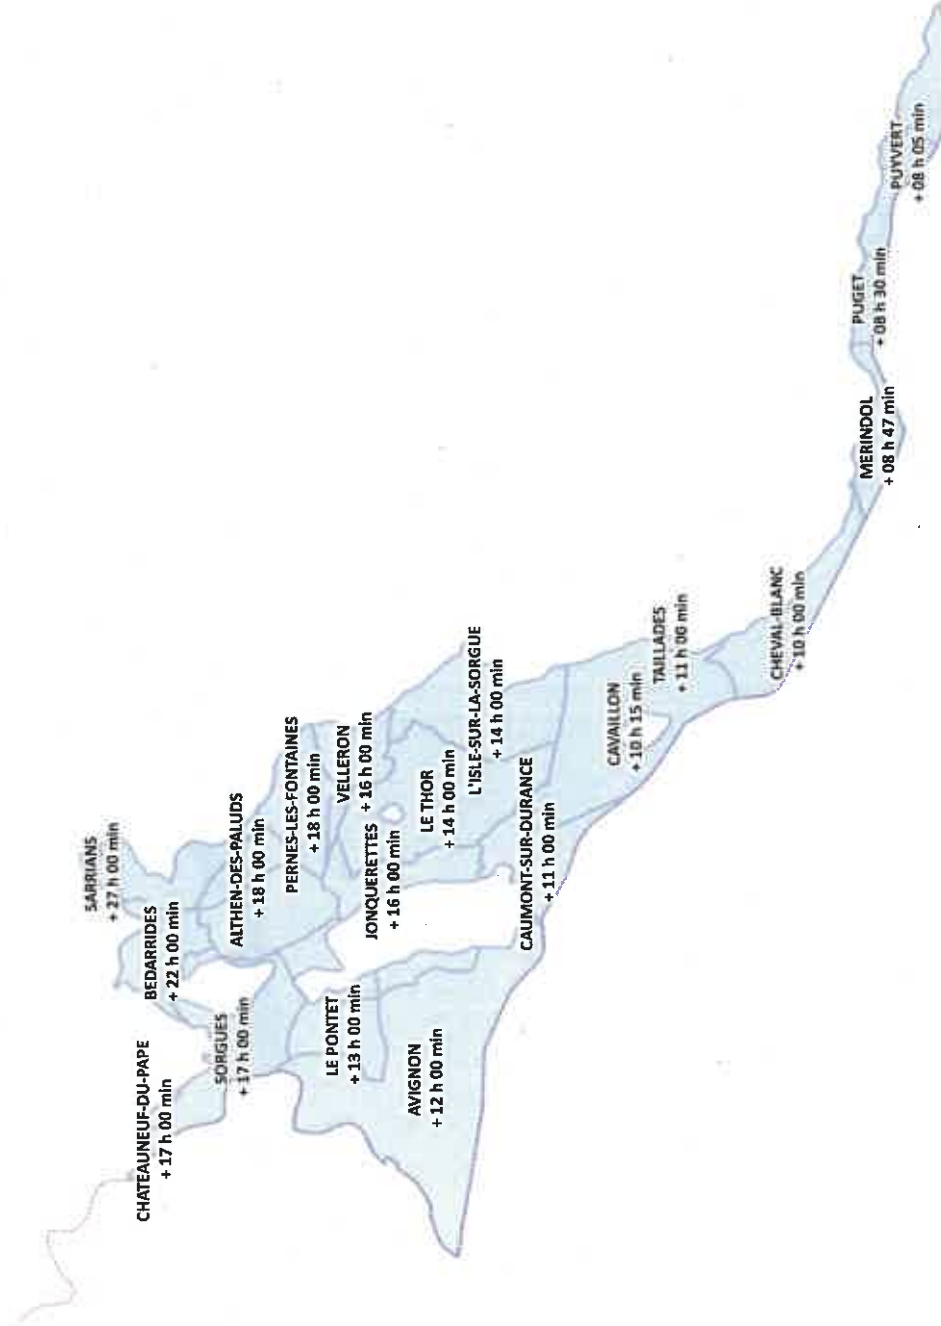 SARRIANS
+ 27 h 00 min
BEDARRIDES
+ 22 h 00 min
CHATEAUNEUF-DU-PAPE
+ 17 h 00 min
SORGUES
+ 17 h 00 min
ALTHEN-DES-PALUDS
+ 18 h 00 min
PERNES-LES-FONTAINES
+ 18 h 00 min
VELLERON
+ 16 h 00 min
JONQUERETTES
+ 16 h 00 min
LE PONTET
+ 13 h 00 min
AVIGNON
+ 12 h 00 min
LE THOR
+ 14 h 00 min
L'ISLE-SUR-LA-SORGUE
+ 14 h 00 min
CAUMONT-SUR-DURANCE
+ 11 h 00 min
CAVAILLON
+ 10 h 15 min
TAILLADES
+ 11 h 00 min
CHEVAL-BLANC
+ 10 h 00 min
MERINDOL
+ 08 h 47 min
PUGET
+ 08 h 30 min
PUYVERT
+ 08 h 05 min